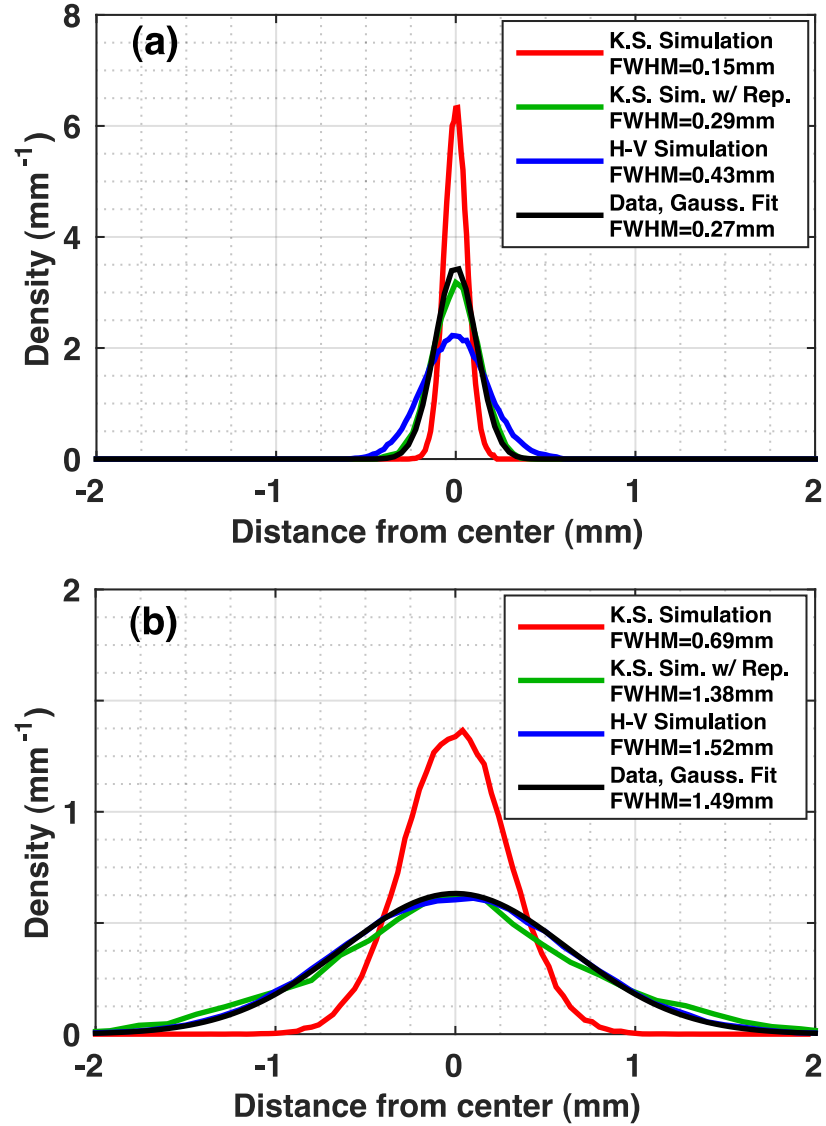 (a)
8
6
4
2
0
Density (mm⁻¹)
K.S. Simulation
FWHM=0.15mm
K.S. Sim. w/ Rep.
FWHM=0.29mm
H-V Simulation
FWHM=0.43mm
Data, Gauss. Fit
FWHM=0.27mm
-2 -1 0 1 2
Distance from center (mm)
(b)
2
1
0
Density (mm⁻¹)
K.S. Simulation
FWHM=0.69mm
K.S. Sim. w/ Rep.
FWHM=1.38mm
H-V Simulation
FWHM=1.52mm
Data, Gauss. Fit
FWHM=1.49mm
-2 -1 0 1 2
Distance from center (mm)